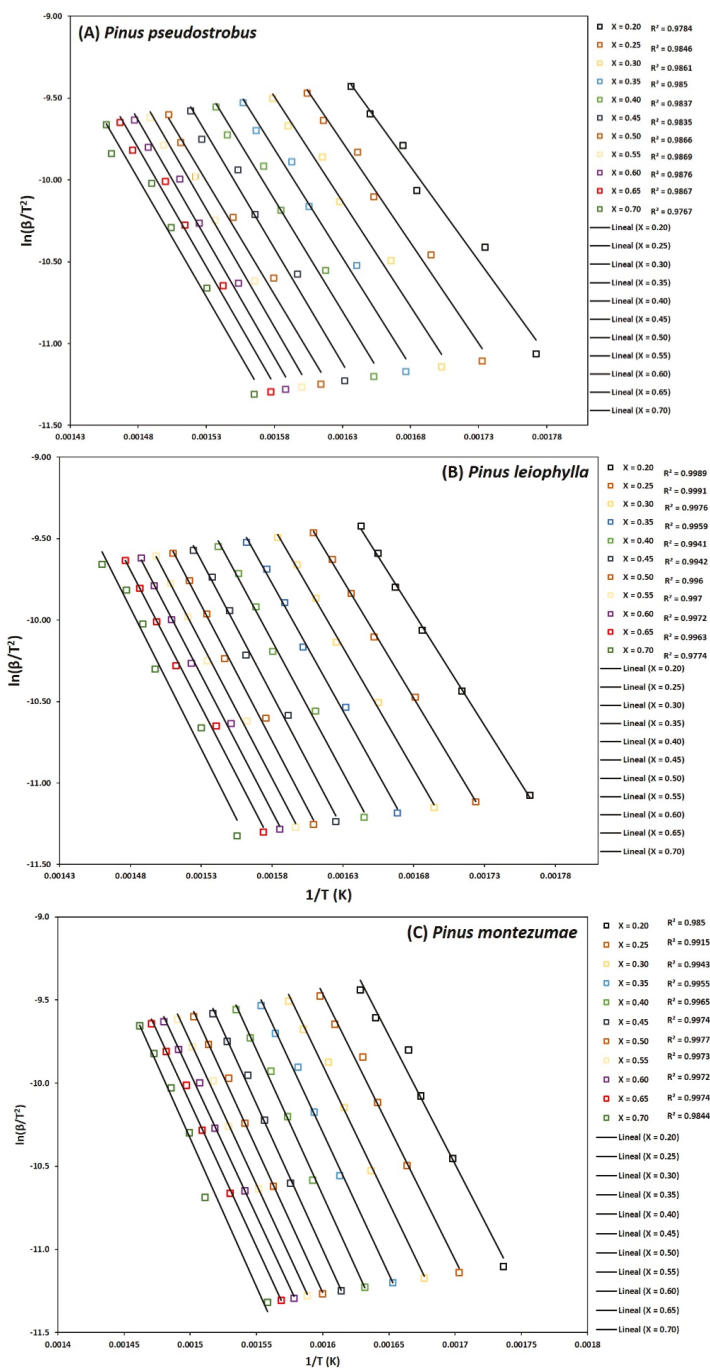 (A) Pinus pseudostrobus
-9.00
-9.50
-10.00
-10.50
-11.00
-11.50
ln(β/T²)
0.00143
0.00148
0.00153
0.00158
0.00163
0.00168
0.00173
0.00178
X = 0.20 R² = 0.9784
X = 0.25 R² = 0.9846
X = 0.30 R² = 0.9861
X = 0.35 R² = 0.985
X = 0.40 R² = 0.9837
X = 0.45 R² = 0.9835
X = 0.50 R² = 0.9866
X = 0.55 R² = 0.9869
X = 0.60 R² = 0.9876
X = 0.65 R² = 0.9867
X = 0.70 R² = 0.9767
Lineal (X = 0.20)
Lineal (X = 0.25)
Lineal (X = 0.30)
Lineal (X = 0.35)
Lineal (X = 0.40)
Lineal (X = 0.45)
Lineal (X = 0.50)
Lineal (X = 0.55)
Lineal (X = 0.60)
Lineal (X = 0.65)
Lineal (X = 0.70)
(B) Pinus leiophylla
-9.00
-9.50
-10.00
-10.50
-11.00
-11.50
ln(β/T²)
0.00143
0.00148
0.00153
0.00158
0.00163
0.00168
0.00173
0.00178
1/T (K)
X = 0.20 R² = 0.9989
X = 0.25 R² = 0.9991
X = 0.30 R² = 0.9976
X = 0.35 R² = 0.9959
X = 0.40 R² = 0.9941
X = 0.45 R² = 0.9942
X = 0.50 R² = 0.996
X = 0.55 R² = 0.997
X = 0.60 R² = 0.9972
X = 0.65 R² = 0.9963
X = 0.70 R² = 0.9774
Lineal (X = 0.20)
Lineal (X = 0.25)
Lineal (X = 0.30)
Lineal (X = 0.35)
Lineal (X = 0.40)
Lineal (X = 0.45)
Lineal (X = 0.50)
Lineal (X = 0.55)
Lineal (X = 0.60)
Lineal (X = 0.65)
Lineal (X = 0.70)
(C) Pinus montezumae
-9.0
-9.5
-10.0
-10.5
-11.0
-11.5
ln(β/T²)
0.0014
0.00145
0.0015
0.00155
0.0016
0.00165
0.0017
0.00175
0.0018
1/T (K)
X = 0.20 R² = 0.985
X = 0.25 R² = 0.9915
X = 0.30 R² = 0.9943
X = 0.35 R² = 0.9955
X = 0.40 R² = 0.9965
X = 0.45 R² = 0.9974
X = 0.50 R² = 0.9977
X = 0.55 R² = 0.9973
X = 0.60 R² = 0.9972
X = 0.65 R² = 0.9974
X = 0.70 R² = 0.9844
Lineal (X = 0.20)
Lineal (X = 0.25)
Lineal (X = 0.30)
Lineal (X = 0.35)
Lineal (X = 0.40)
Lineal (X = 0.45)
Lineal (X = 0.50)
Lineal (X = 0.55)
Lineal (X = 0.60)
Lineal (X = 0.65)
Lineal (X = 0.70)